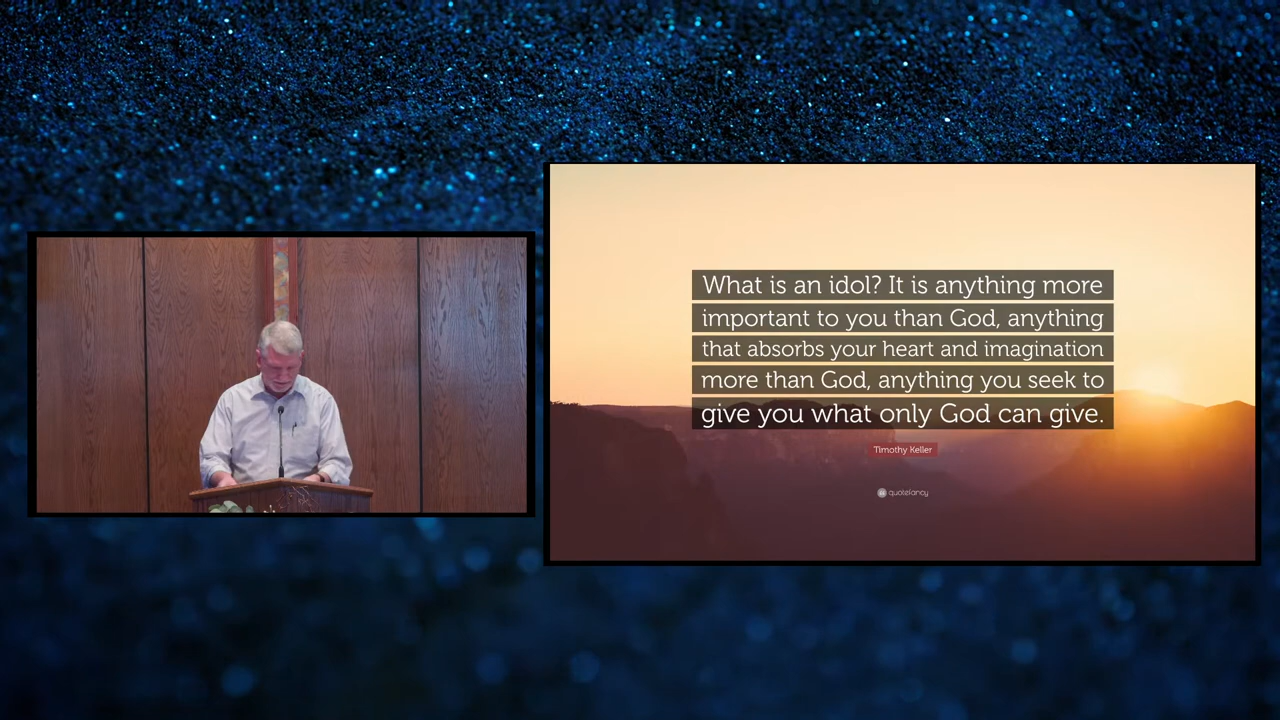 What is an idol? It is anything more
important to you than God, anything
that absorbs your heart and imagination
more than God, anything you seek to
give you what only God can give.
Timothy Keller
quotefancy